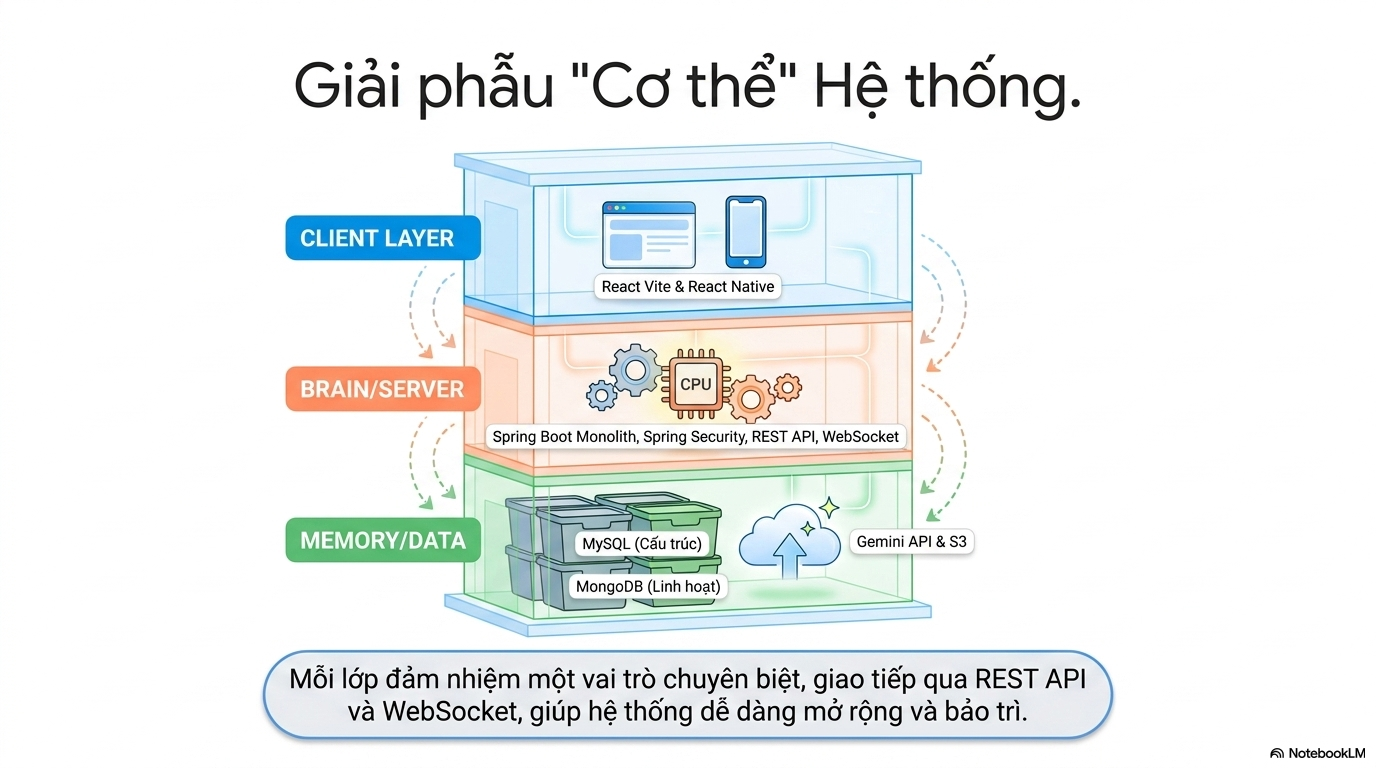 Giải phẫu "Cơ thể" Hệ thống.
CLIENT LAYER
React Vite & React Native
BRAIN/SERVER
CPU
Spring Boot Monolith, Spring Security, REST API, WebSocket
MEMORY/DATA
MySQL (Cấu trúc)
MongoDB (Linh hoạt)
Gemini API & S3
Mỗi lớp đảm nhiệm một vai trò chuyên biệt, giao tiếp qua REST API
và WebSocket, giúp hệ thống dễ dàng mở rộng và bảo trì.
NotebookLM